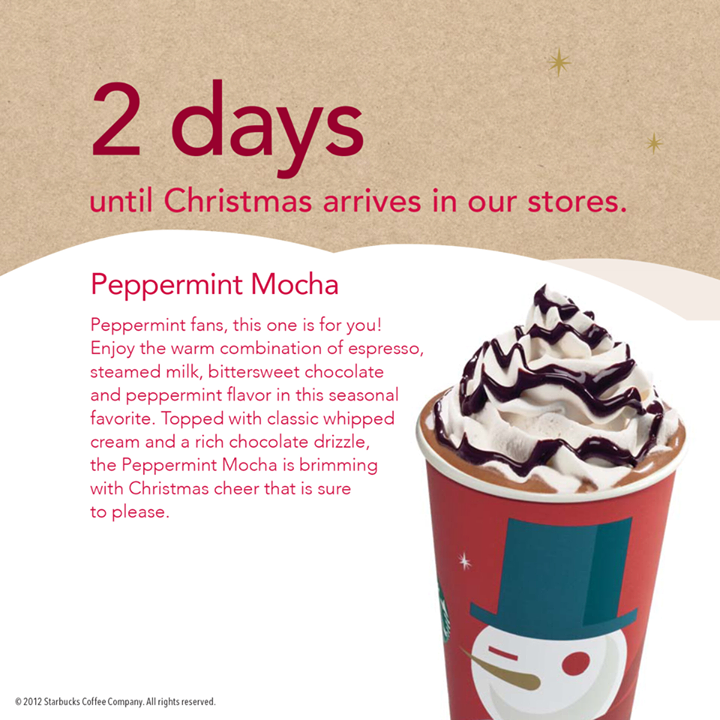 2 days
until Christmas arrives in our stores.
Peppermint Mocha
Peppermint fans, this one is for you!
Enjoy the warm combination of espresso,
steamed milk, bittersweet chocolate
and peppermint flavor in this seasonal
favorite. Topped with classic whipped
cream and a rich chocolate drizzle,
the Peppermint Mocha is brimming
with Christmas cheer that is sure
to please.
© 2012 Starbucks Coffee Company. All rights reserved.